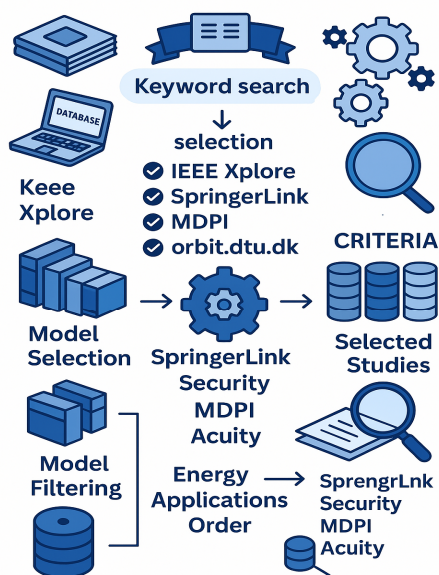 Keyword search
DATABASE
selection
IEEE Xplore
SpringerLink
MDPI
orbit.dtu.dk
Keee
Xplore
CRITERIA
Model
Selection
SpringerLink
Security
MDPI
Acuity
Selected
Studies
Model
Filtering
Energy
Applications
Order
SprengrLnk
Security
MDPI
Acuity